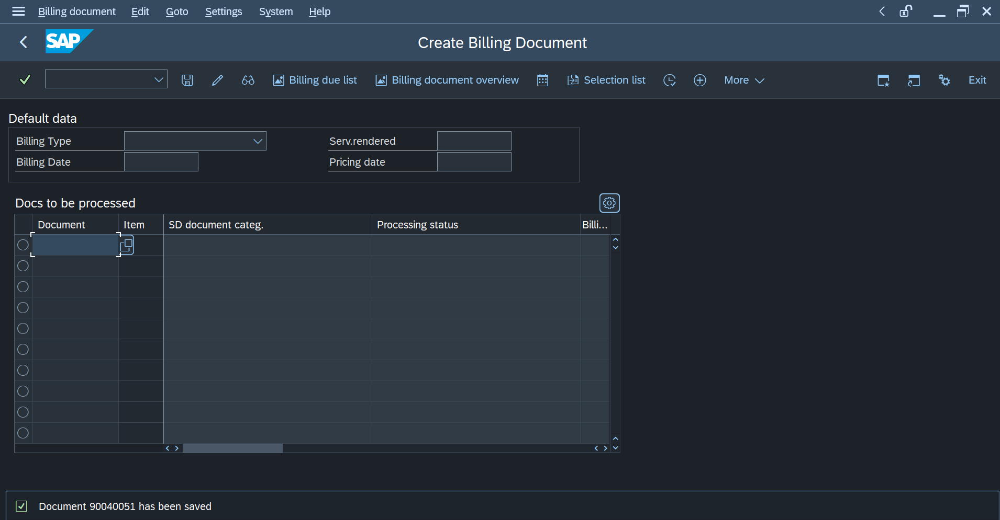 Billing document Edit Goto Settings System Help
SAP
Create Billing Document
Billing due list Billing document overview Selection list More Exit
Default data
Billing Type Serv.rendered
Billing Date Pricing date
Docs to be processed
Document Item SD document categ. Processing status Billi...
Document 90040051 has been saved